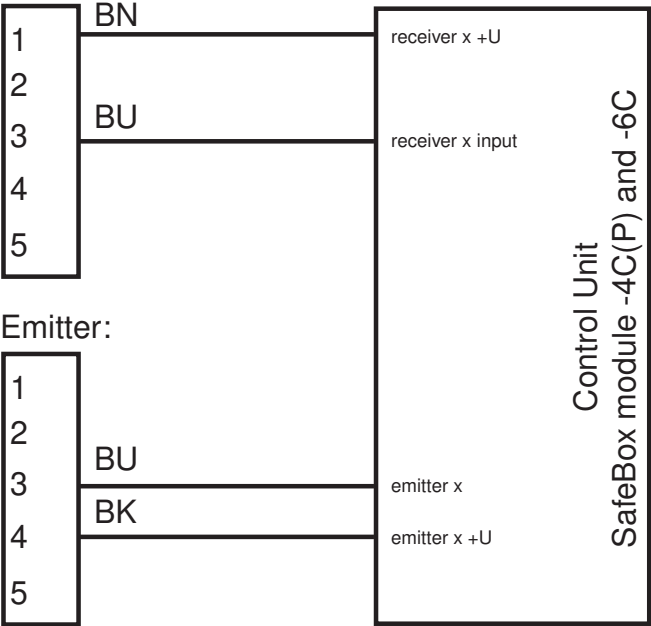 BN
1
receiver x +U
2
BU
3
receiver x input
4
5
Emitter:
1
2
BU
3
emitter x
BK
4
emitter x +U
5
Control Unit
SafeBox module -4C(P) and -6C